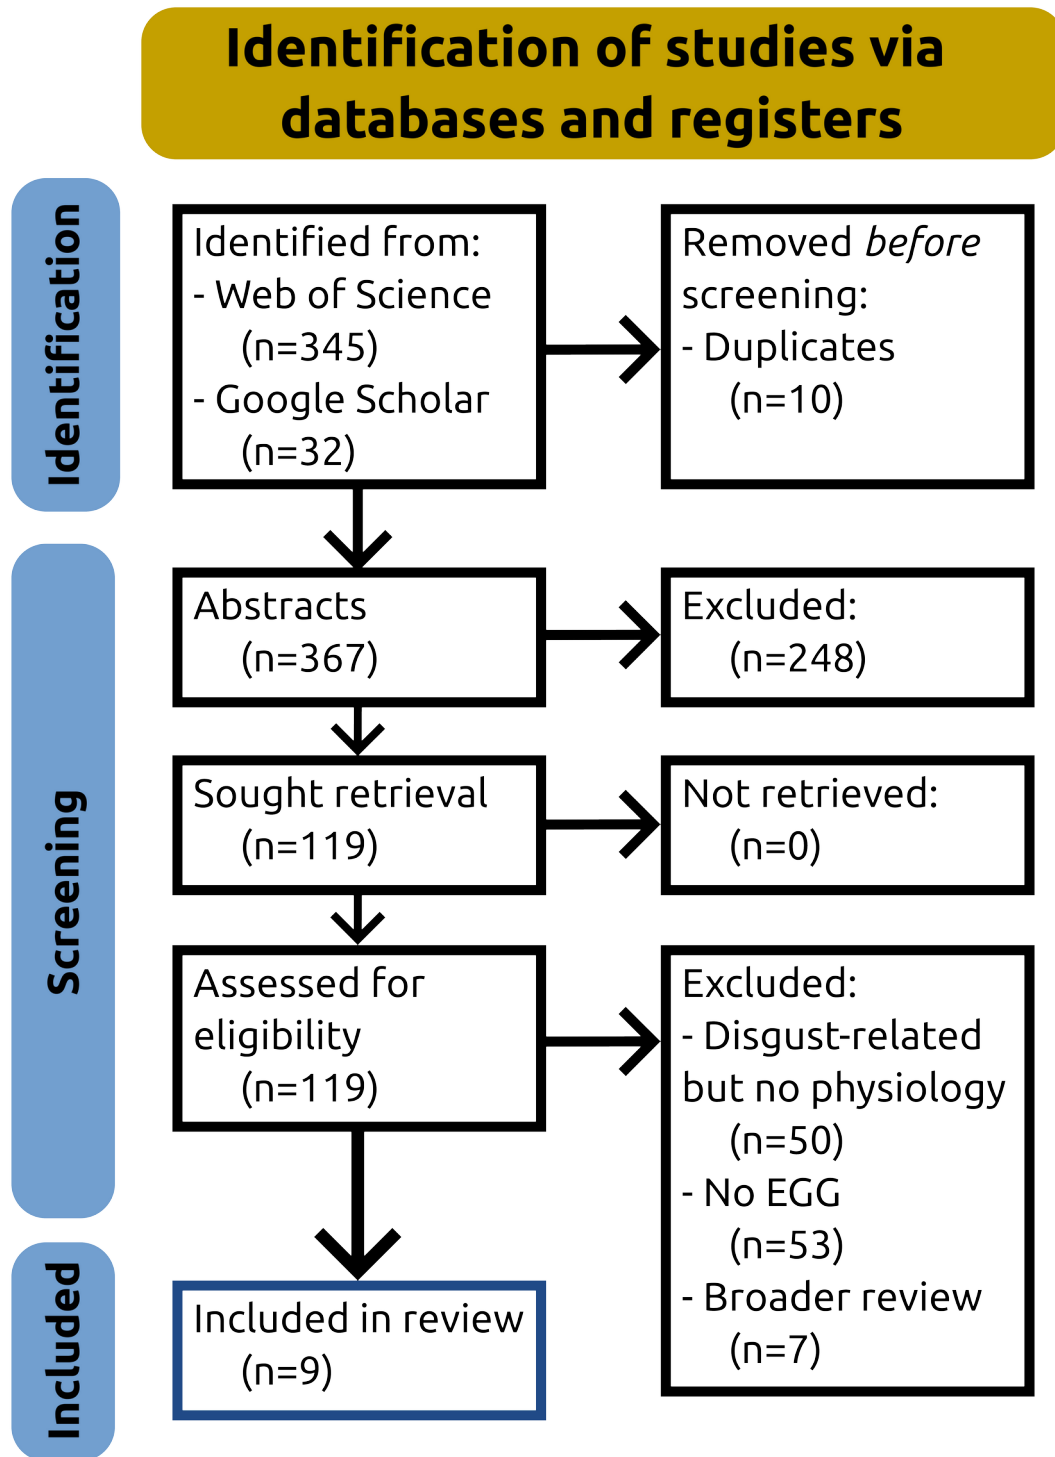 Identification of studies via
databases and registers
Identification
Identified from:
- Web of Science
(n=345)
- Google Scholar
(n=32)
Removed before
screening:
- Duplicates
(n=10)
Screening
Abstracts
(n=367)
Excluded:
(n=248)
Sought retrieval
(n=119)
Not retrieved:
(n=0)
Assessed for
eligibility
(n=119)
Excluded:
- Disgust-related
but no physiology
(n=50)
- No EGG
(n=53)
- Broader review
(n=7)
Included
Included in review
(n=9)